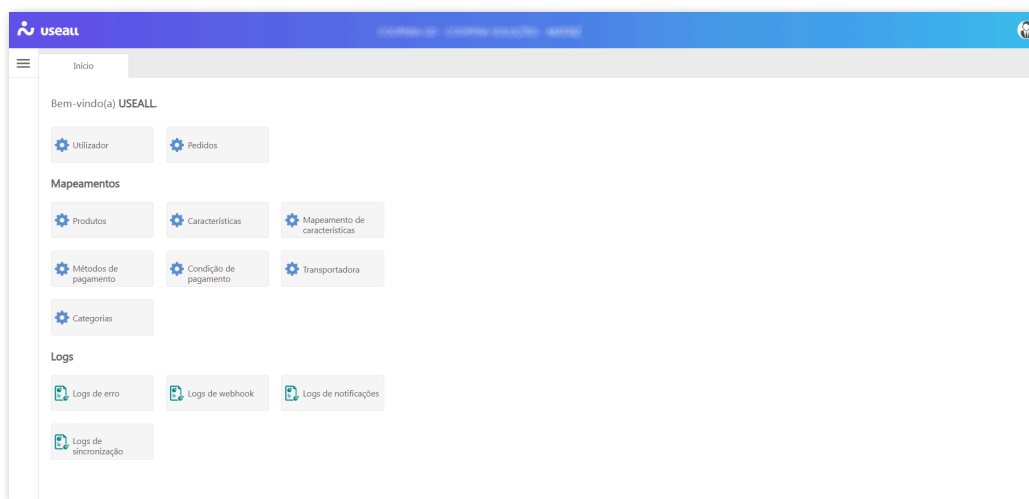 useall
Início
Bem-vindo(a) USEALL.
Utilizador
Pedidos
Mapeamentos
Produtos
Características
Mapeamento de
características
Métodos de
pagamento
Condição de
pagamento
Transportadora
Categorias
Logs
Logs de erro
Logs de webhook
Logs de notificações
Logs de
sincronização